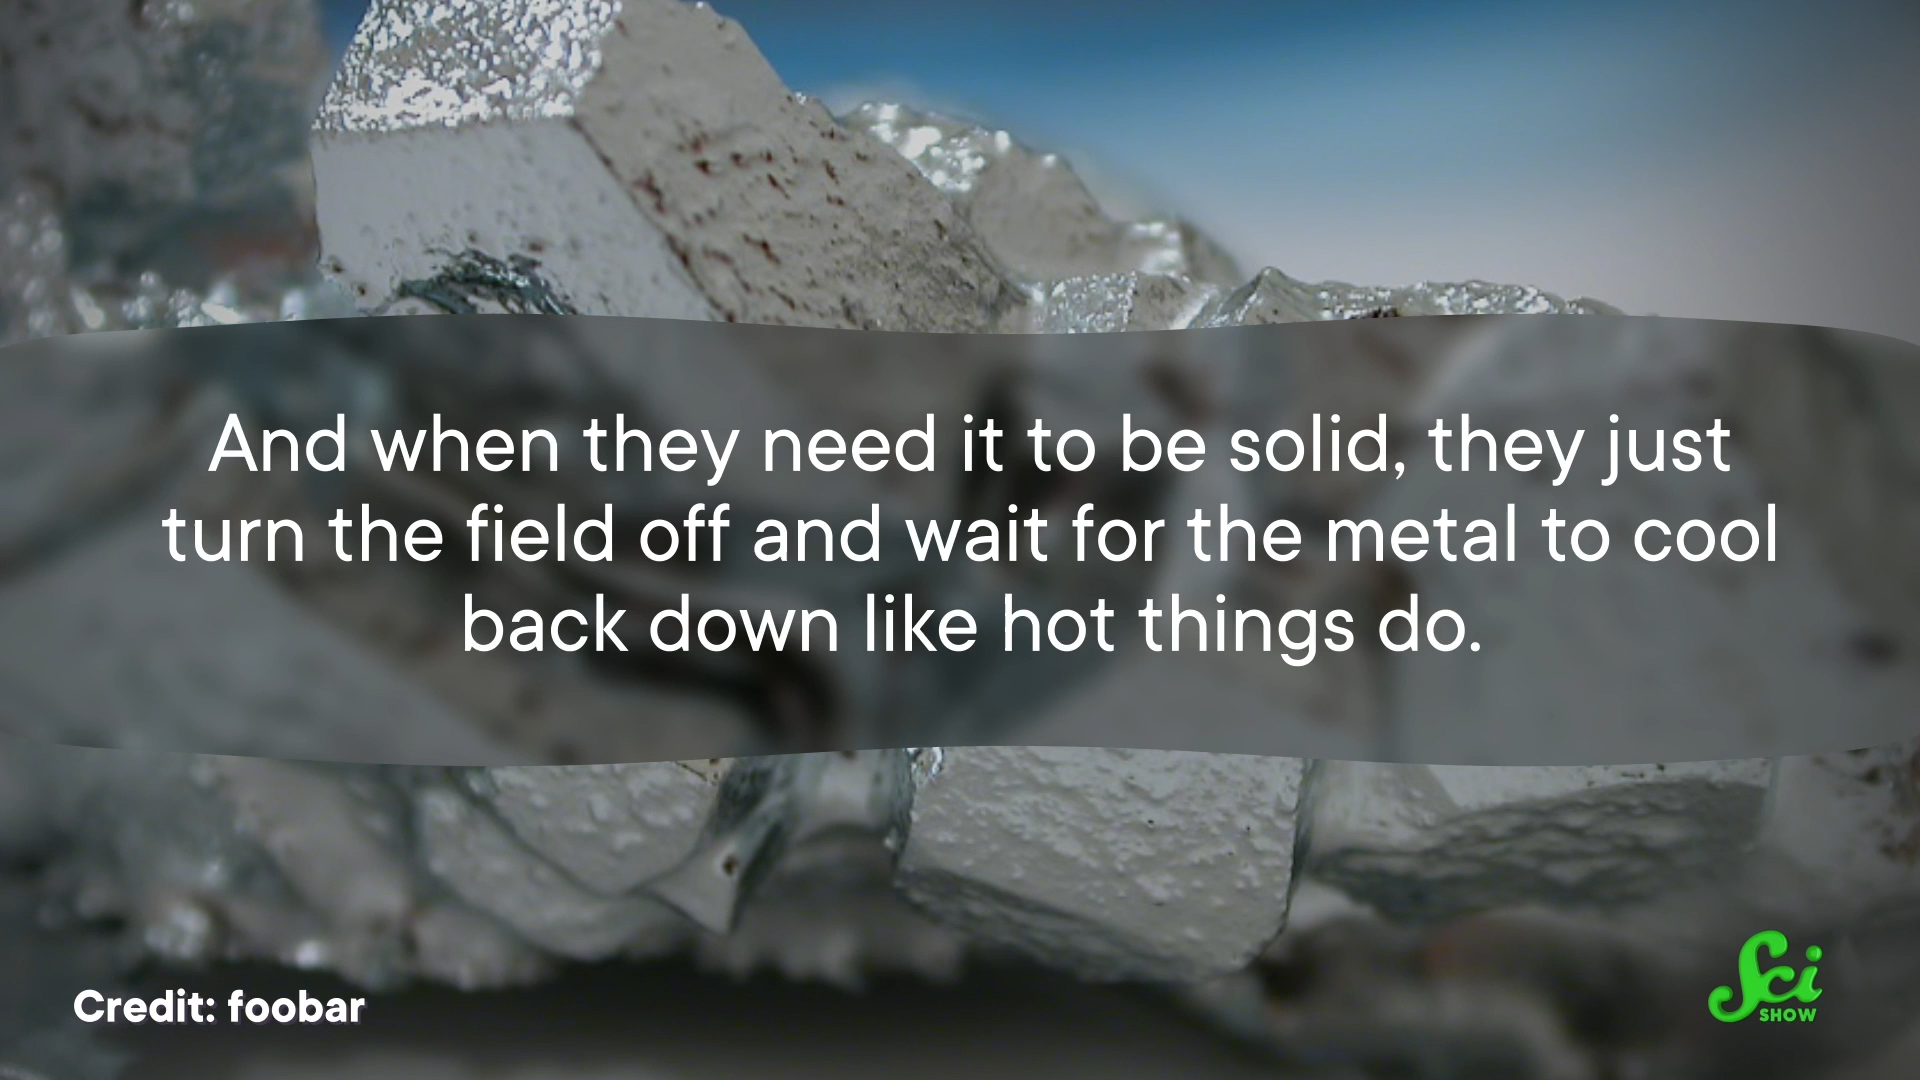 And when they need it to be solid, they just
turn the field off and wait for the metal to cool
back down like hot things do.
Credit: foobar
Sci
SHOW